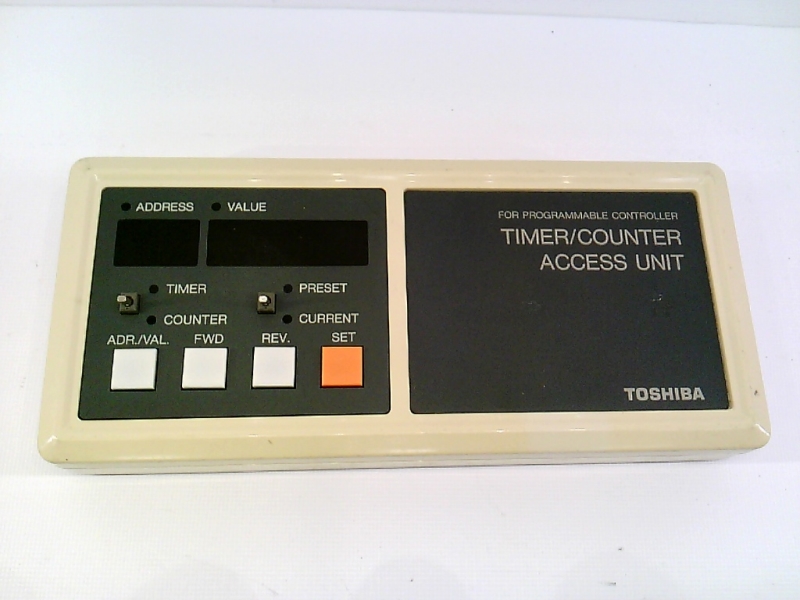 ADDRESS VALUE
TIMER PRESET
COUNTER CURRENT
ADR./VAL. FWD REV. SET
FOR PROGRAMMABLE CONTROLLER
TIMER/COUNTER
ACCESS UNIT
TOSHIBA